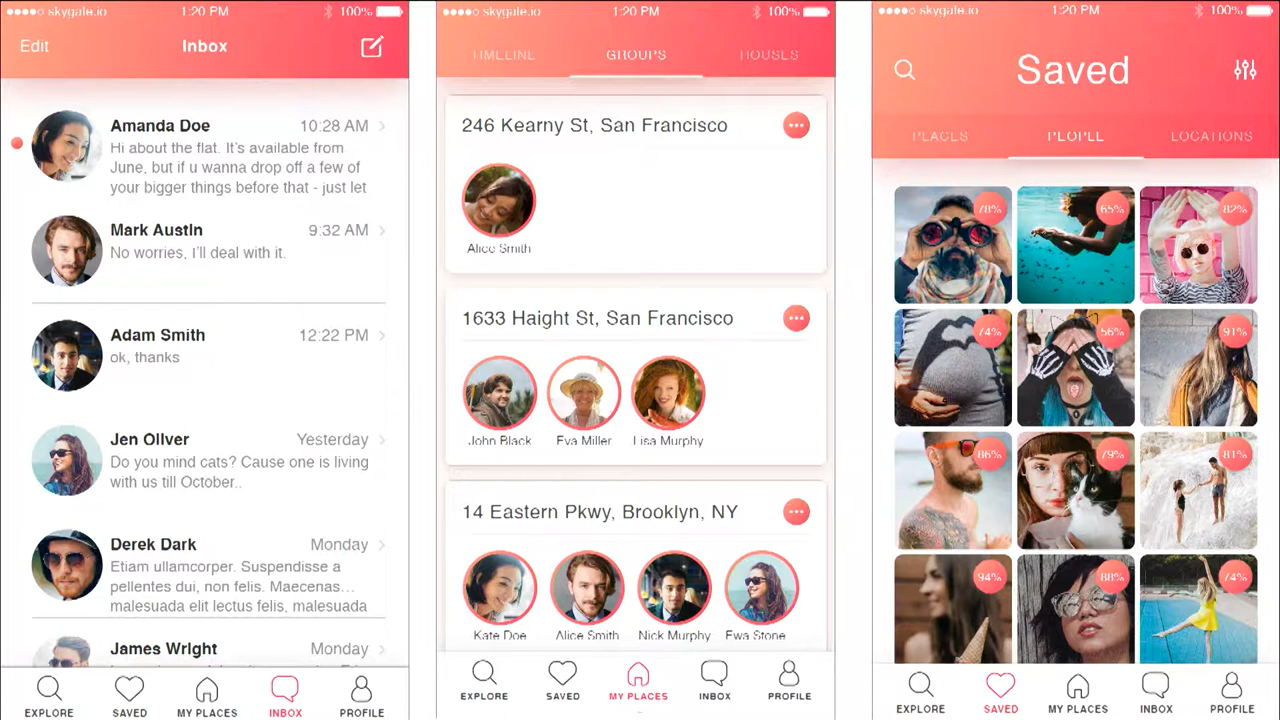 skygate.io 1:20 PM 100%
Edit Inbox
Amanda Doe 10:28 AM
Hi about the flat. It's available from
June, but if u wanna drop off a few of
your bigger things before that - just let
Mark Austin 9:32 AM
No worries, I'll deal with it.
Adam Smith 12:22 PM
ok, thanks
Jen Oliver Yesterday
Do you mind cats? Cause one is living
with us till October..
Derek Dark Monday
Etiam ullamcorper. Suspendisse a
pellentes dui, non felis. Maecenas...
malesuada elit lectus felis, malesuada
James Wright Monday
EXPLORE SAVED MY PLACES INBOX PROFILE
skygate.io 1:20 PM 100%
TIMELINE GROUPS HOUSES
246 Kearny St, San Francisco
Alice Smith
1633 Haight St, San Francisco
John Black Eva Miller Lisa Murphy
14 Eastern Pkwy, Brooklyn, NY
Kate Doe Alice Smith Nick Murphy Ewa Stone
EXPLORE SAVED MY PLACES INBOX PROFILE
skygate.io 1:20 PM 100%
Saved
PLACES PEOPLE LOCATIONS
78% 65% 82%
74% 56% 91%
86% 79% 81%
94% 88% 74%
EXPLORE SAVED MY PLACES INBOX PROFILE